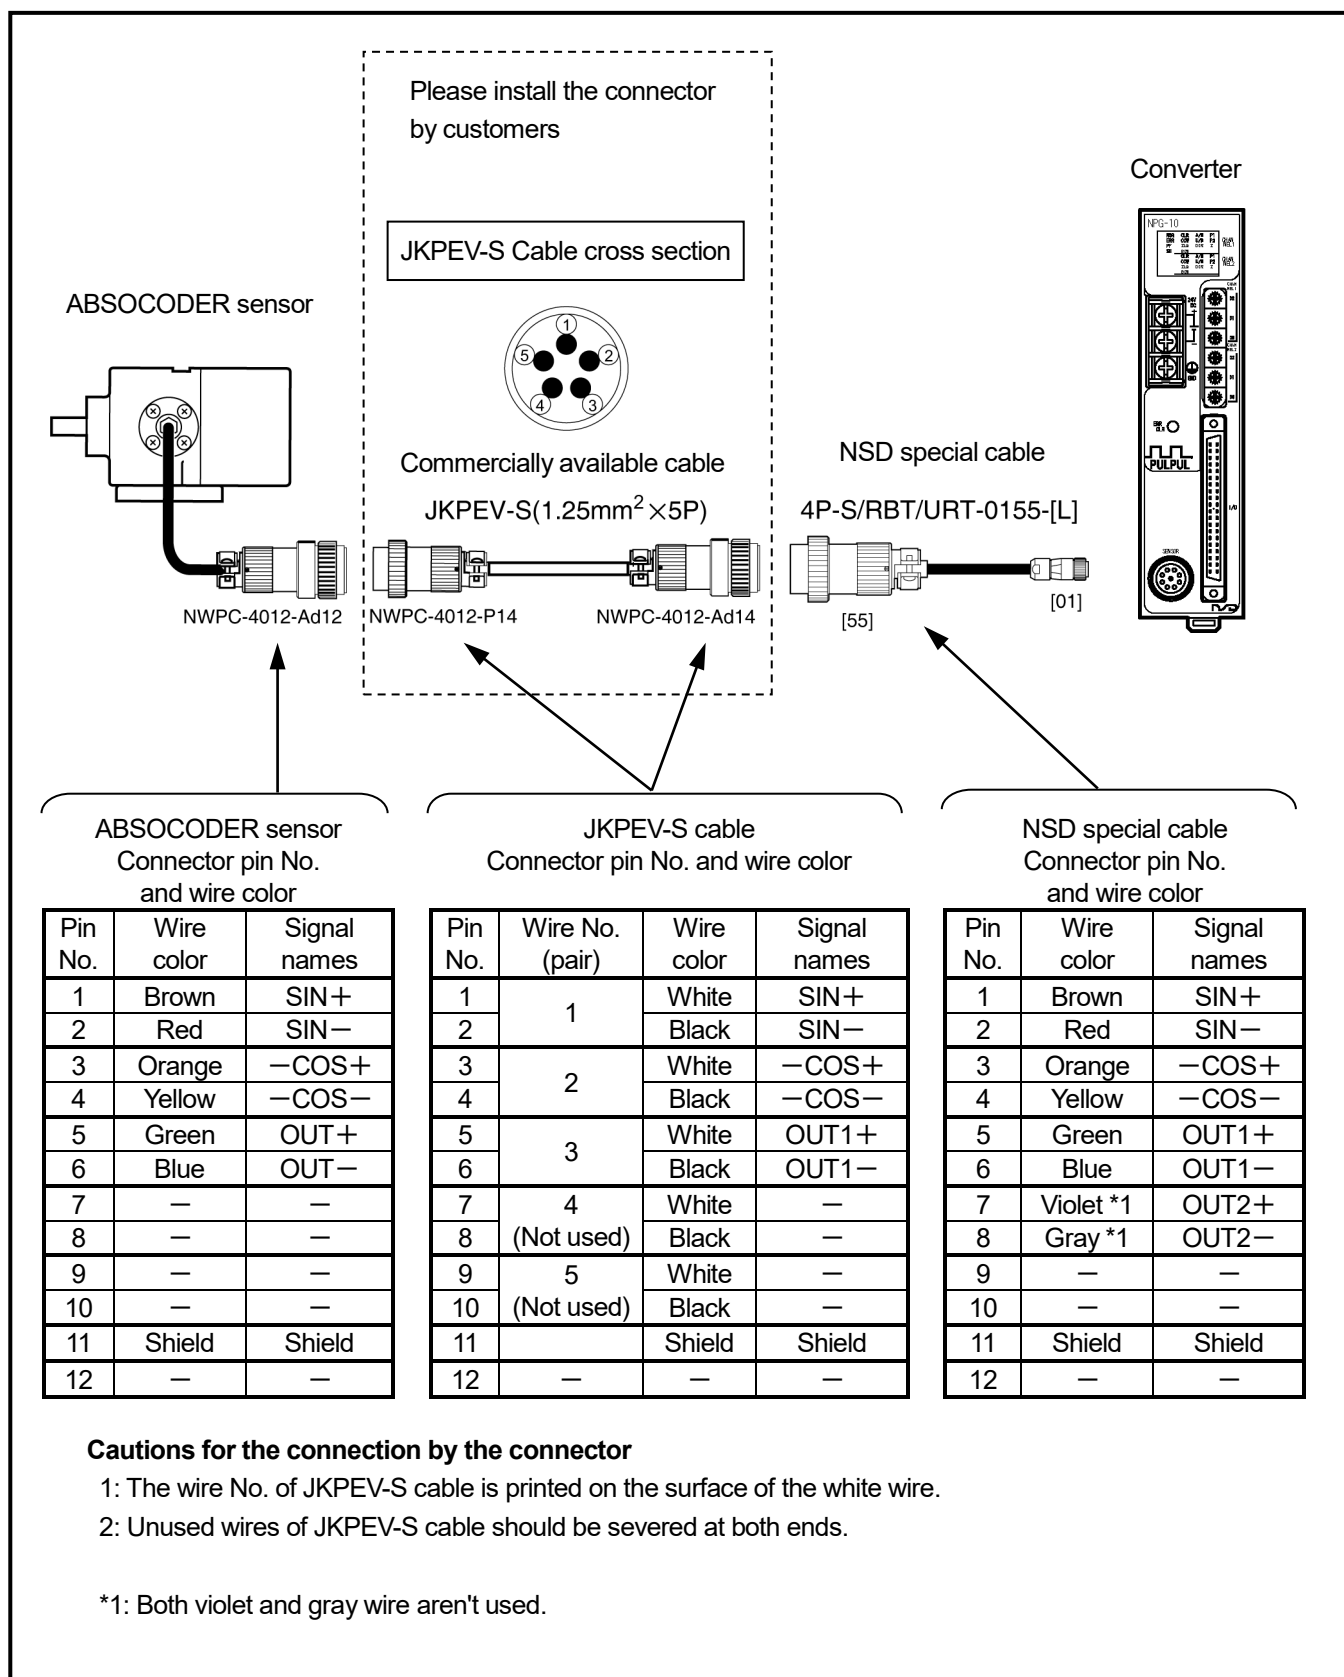 Please install the connector
by customers
Converter
JKPEV-S Cable cross section
ABSOCODER sensor
1
2
3
4
5
Commercially available cable
JKPEV-S(1.25mm²×5P)
NSD special cable
4P-S/RBT/URT-0155-[L]
NPG-10
PULPUL
SENSOR
I/O
NWPC-4012-Ad12
NWPC-4012-P14
NWPC-4012-Ad14
[55]
[01]
ABSOCODER sensor
Connector pin No.
and wire color
Pin No. Wire color Signal names
1 Brown SIN+
2 Red SIN−
3 Orange −COS+
4 Yellow −COS−
5 Green OUT+
6 Blue OUT−
7 − −
8 − −
9 − −
10 − −
11 Shield Shield
12 − −
JKPEV-S cable
Connector pin No. and wire color
Pin No. Wire No. (pair) Wire color Signal names
1 1 White SIN+
2 Black SIN−
3 2 White −COS+
4 Black −COS−
5 3 White OUT1+
6 Black OUT1−
7 4 White −
8 (Not used) Black −
9 5 White −
10 (Not used) Black −
11 Shield Shield
12 − − −
NSD special cable
Connector pin No.
and wire color
Pin No. Wire color Signal names
1 Brown SIN+
2 Red SIN−
3 Orange −COS+
4 Yellow −COS−
5 Green OUT1+
6 Blue OUT1−
7 Violet *1 OUT2+
8 Gray *1 OUT2−
9 − −
10 − −
11 Shield Shield
12 − −
Cautions for the connection by the connector
1: The wire No. of JKPEV-S cable is printed on the surface of the white wire.
2: Unused wires of JKPEV-S cable should be severed at both ends.
*1: Both violet and gray wire aren't used.